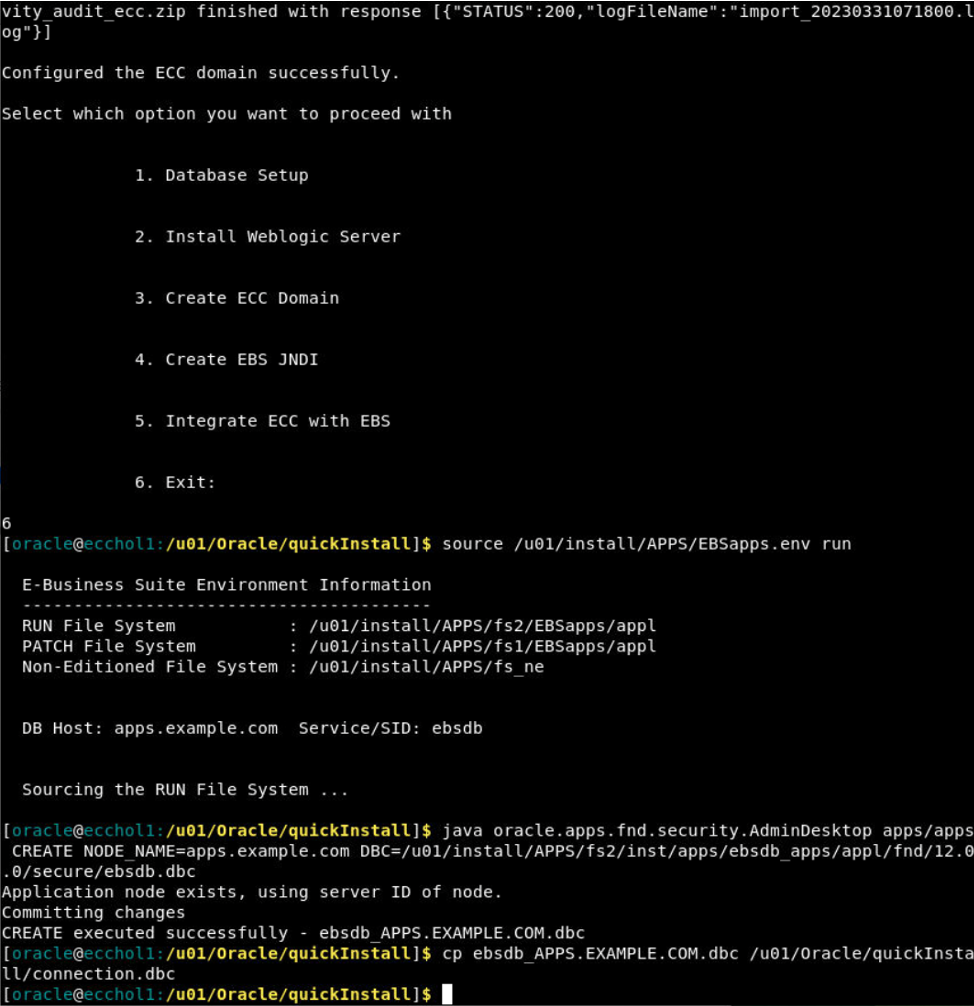 vity_audit_ecc.zip finished with response [{"STATUS":200,"logFileName":"import_20230331071800.l
og"}]
Configured the ECC domain successfully.
Select which option you want to proceed with
1. Database Setup
2. Install Weblogic Server
3. Create ECC Domain
4. Create EBS JNDI
5. Integrate ECC with EBS
6. Exit:
6
[oracle@ecchol1:/u01/Oracle/quickInstall]$ source /u01/install/APPS/EBSapps.env run
E-Business Suite Environment Information
----------------------------------------
RUN File System           : /u01/install/APPS/fs2/EBSapps/appl
PATCH File System         : /u01/install/APPS/fs1/EBSapps/appl
Non-Editioned File System : /u01/install/APPS/fs_ne
DB Host: apps.example.com  Service/SID: ebsdb
Sourcing the RUN File System ...
[oracle@ecchol1:/u01/Oracle/quickInstall]$ java oracle.apps.fnd.security.AdminDesktop apps/apps
CREATE NODE_NAME=apps.example.com DBC=/u01/install/APPS/fs2/inst/apps/ebsdb_apps/appl/fnd/12.0
.0/secure/ebsdb.dbc
Application node exists, using server ID of node.
Committing changes
CREATE executed successfully - ebsdb_APPS.EXAMPLE.COM.dbc
[oracle@ecchol1:/u01/Oracle/quickInstall]$ cp ebsdb_APPS.EXAMPLE.COM.dbc /u01/Oracle/quickInsta
ll/connection.dbc
[oracle@ecchol1:/u01/Oracle/quickInstall]$